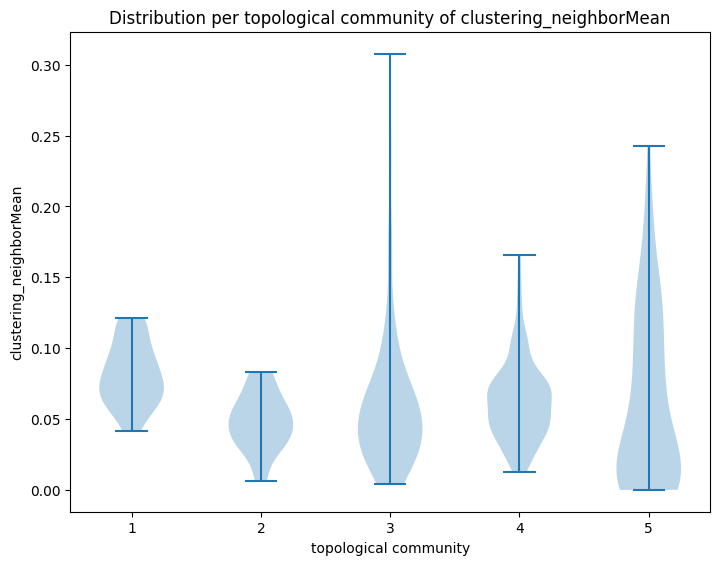 Distribution per topological community of clustering_neighborMean
clustering_neighborMean
0.30
0.25
0.20
0.15
0.10
0.05
0.00
1 2 3 4 5
topological community